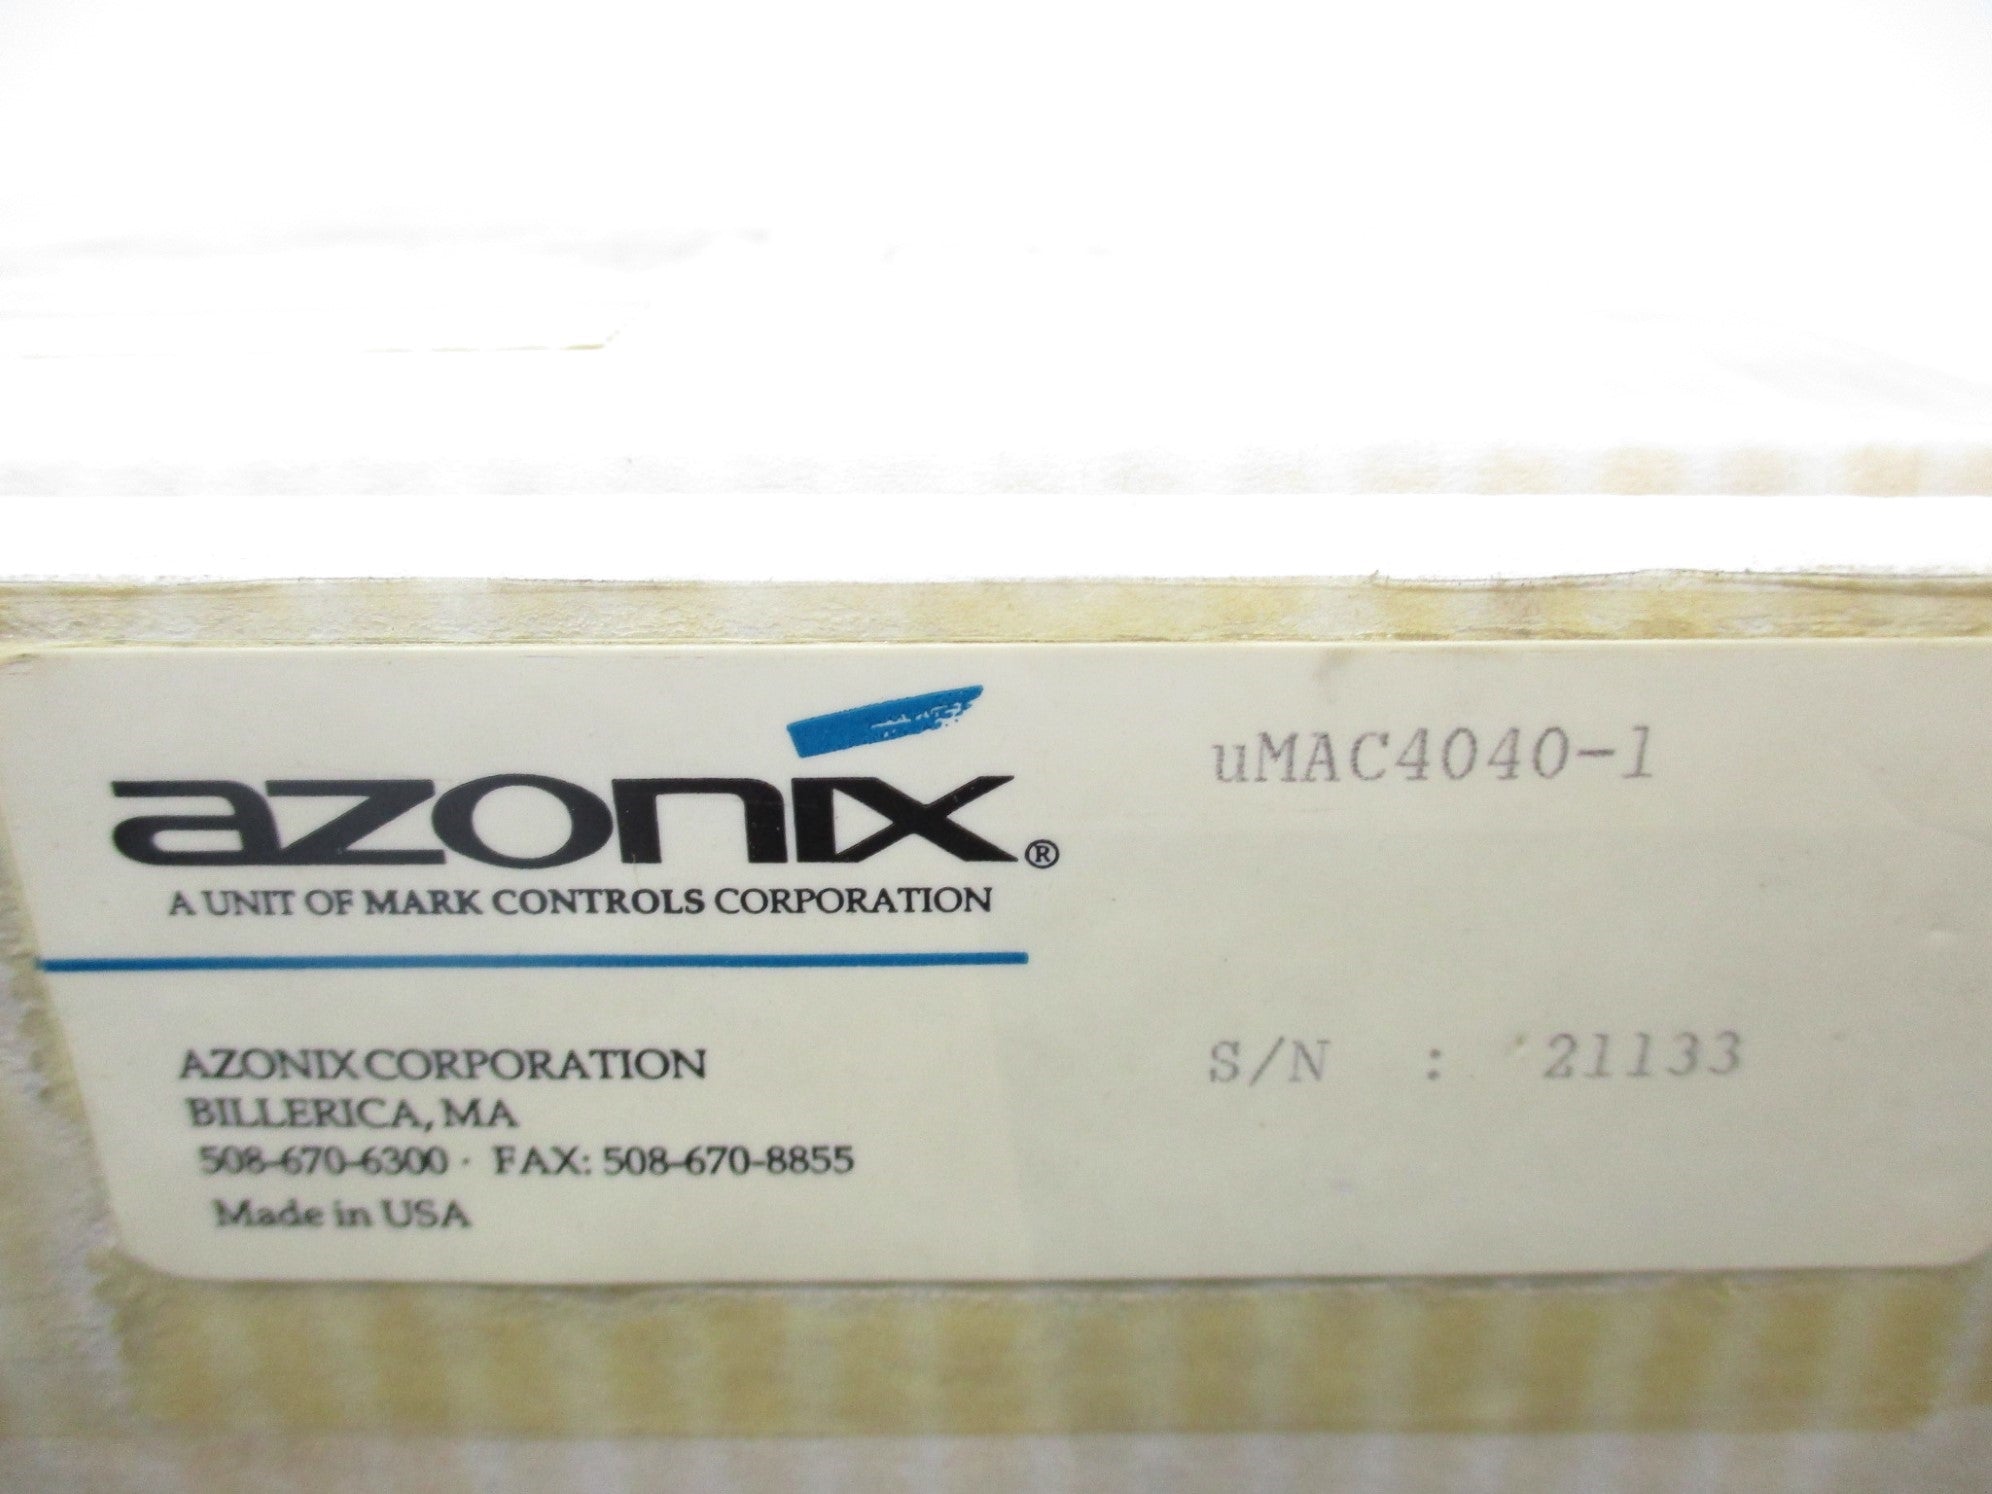 azonix®
A UNIT OF MARK CONTROLS CORPORATION
AZONIX CORPORATION
BILLERICA, MA
508-670-6300 · FAX: 508-670-8855
Made in USA
uMAC4040-1
S/N : 21133